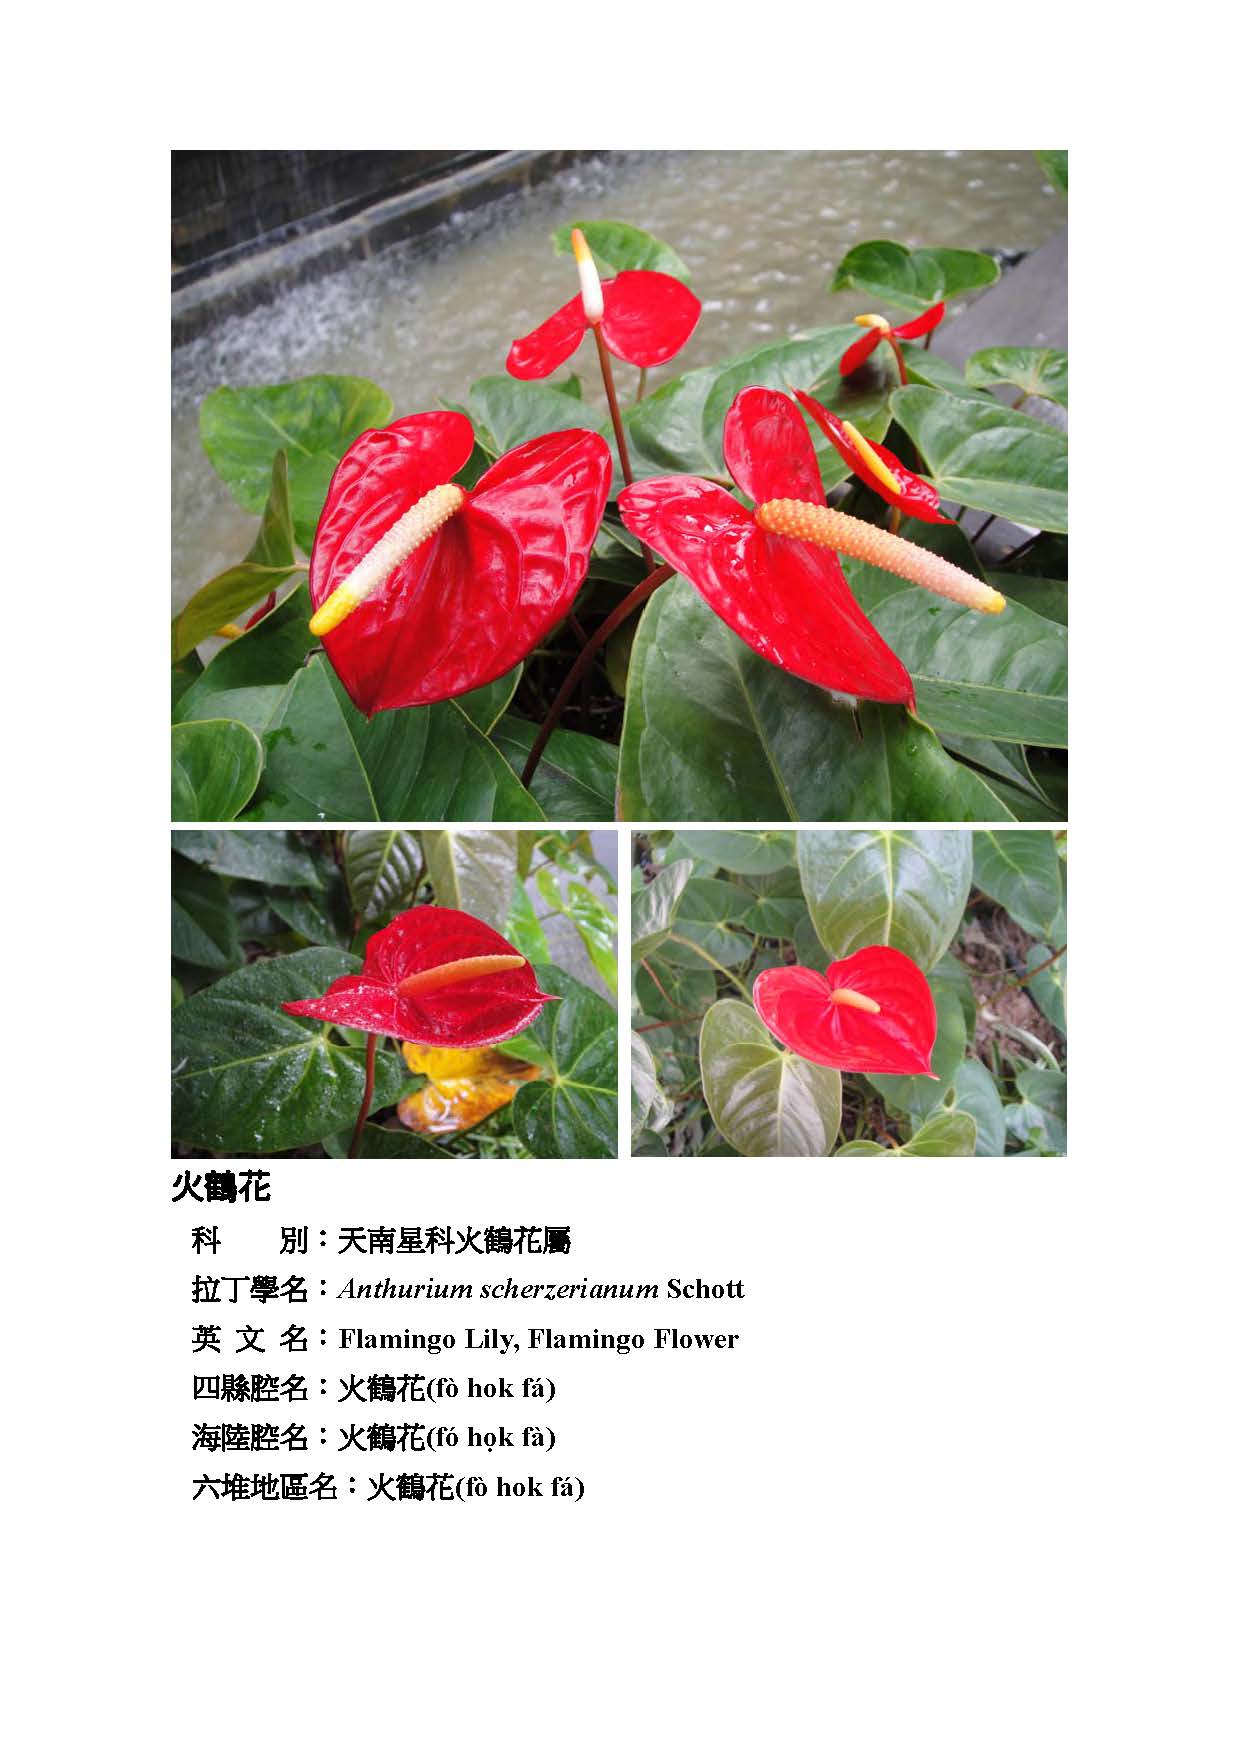 火鶴花
科　　別：天南星科火鶴花屬
拉丁學名：Anthurium scherzerianum Schott
英 文 名：Flamingo Lily, Flamingo Flower
四縣腔名：火鶴花(fò hok fá)
海陸腔名：火鶴花(fó họk fà)
六堆地區名：火鶴花(fò hok fá)